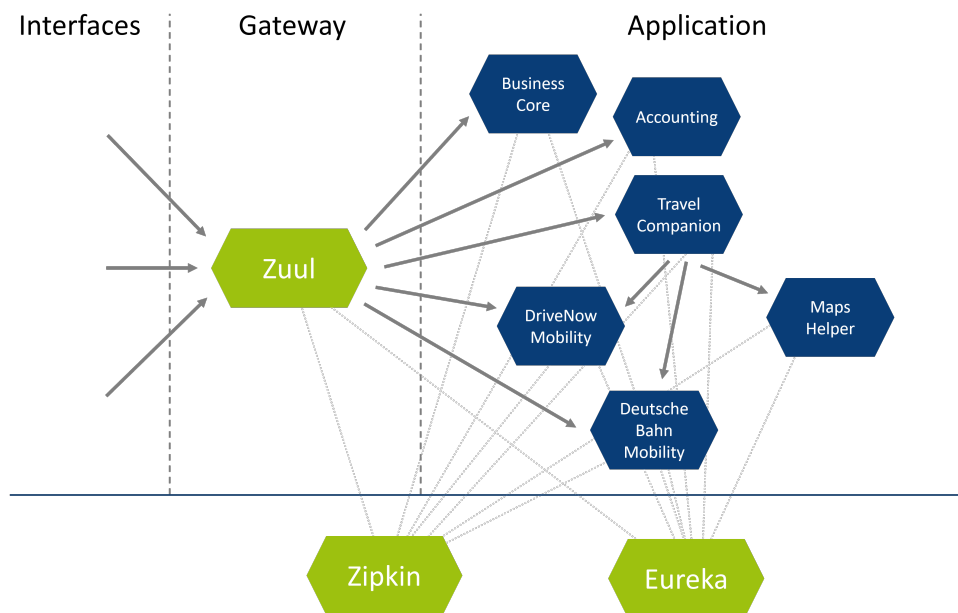 Interfaces
Gateway
Application
Business
Core
Accounting
Travel
Companion
Zuul
DriveNow
Mobility
Maps
Helper
Deutsche
Bahn
Mobility
Zipkin
Eureka